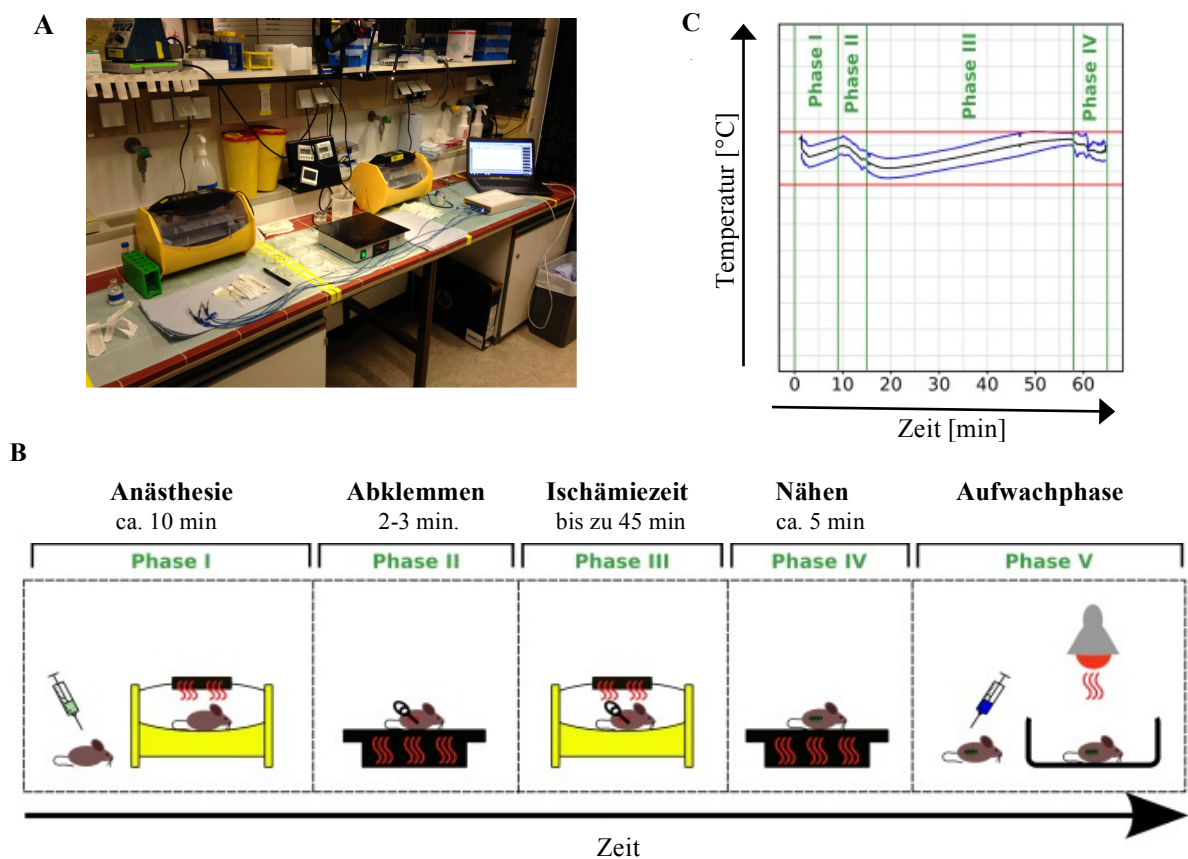 A
C
Temperatur [°C]
Phase I
Phase II
Phase III
Phase IV
0 10 20 30 40 50 60
Zeit [min]
B
Anästhesie
ca. 10 min
Abklemmen
2-3 min.
Ischämiezeit
bis zu 45 min
Nähen
ca. 5 min
Aufwachphase
Phase I
Phase II
Phase III
Phase IV
Phase V
Zeit